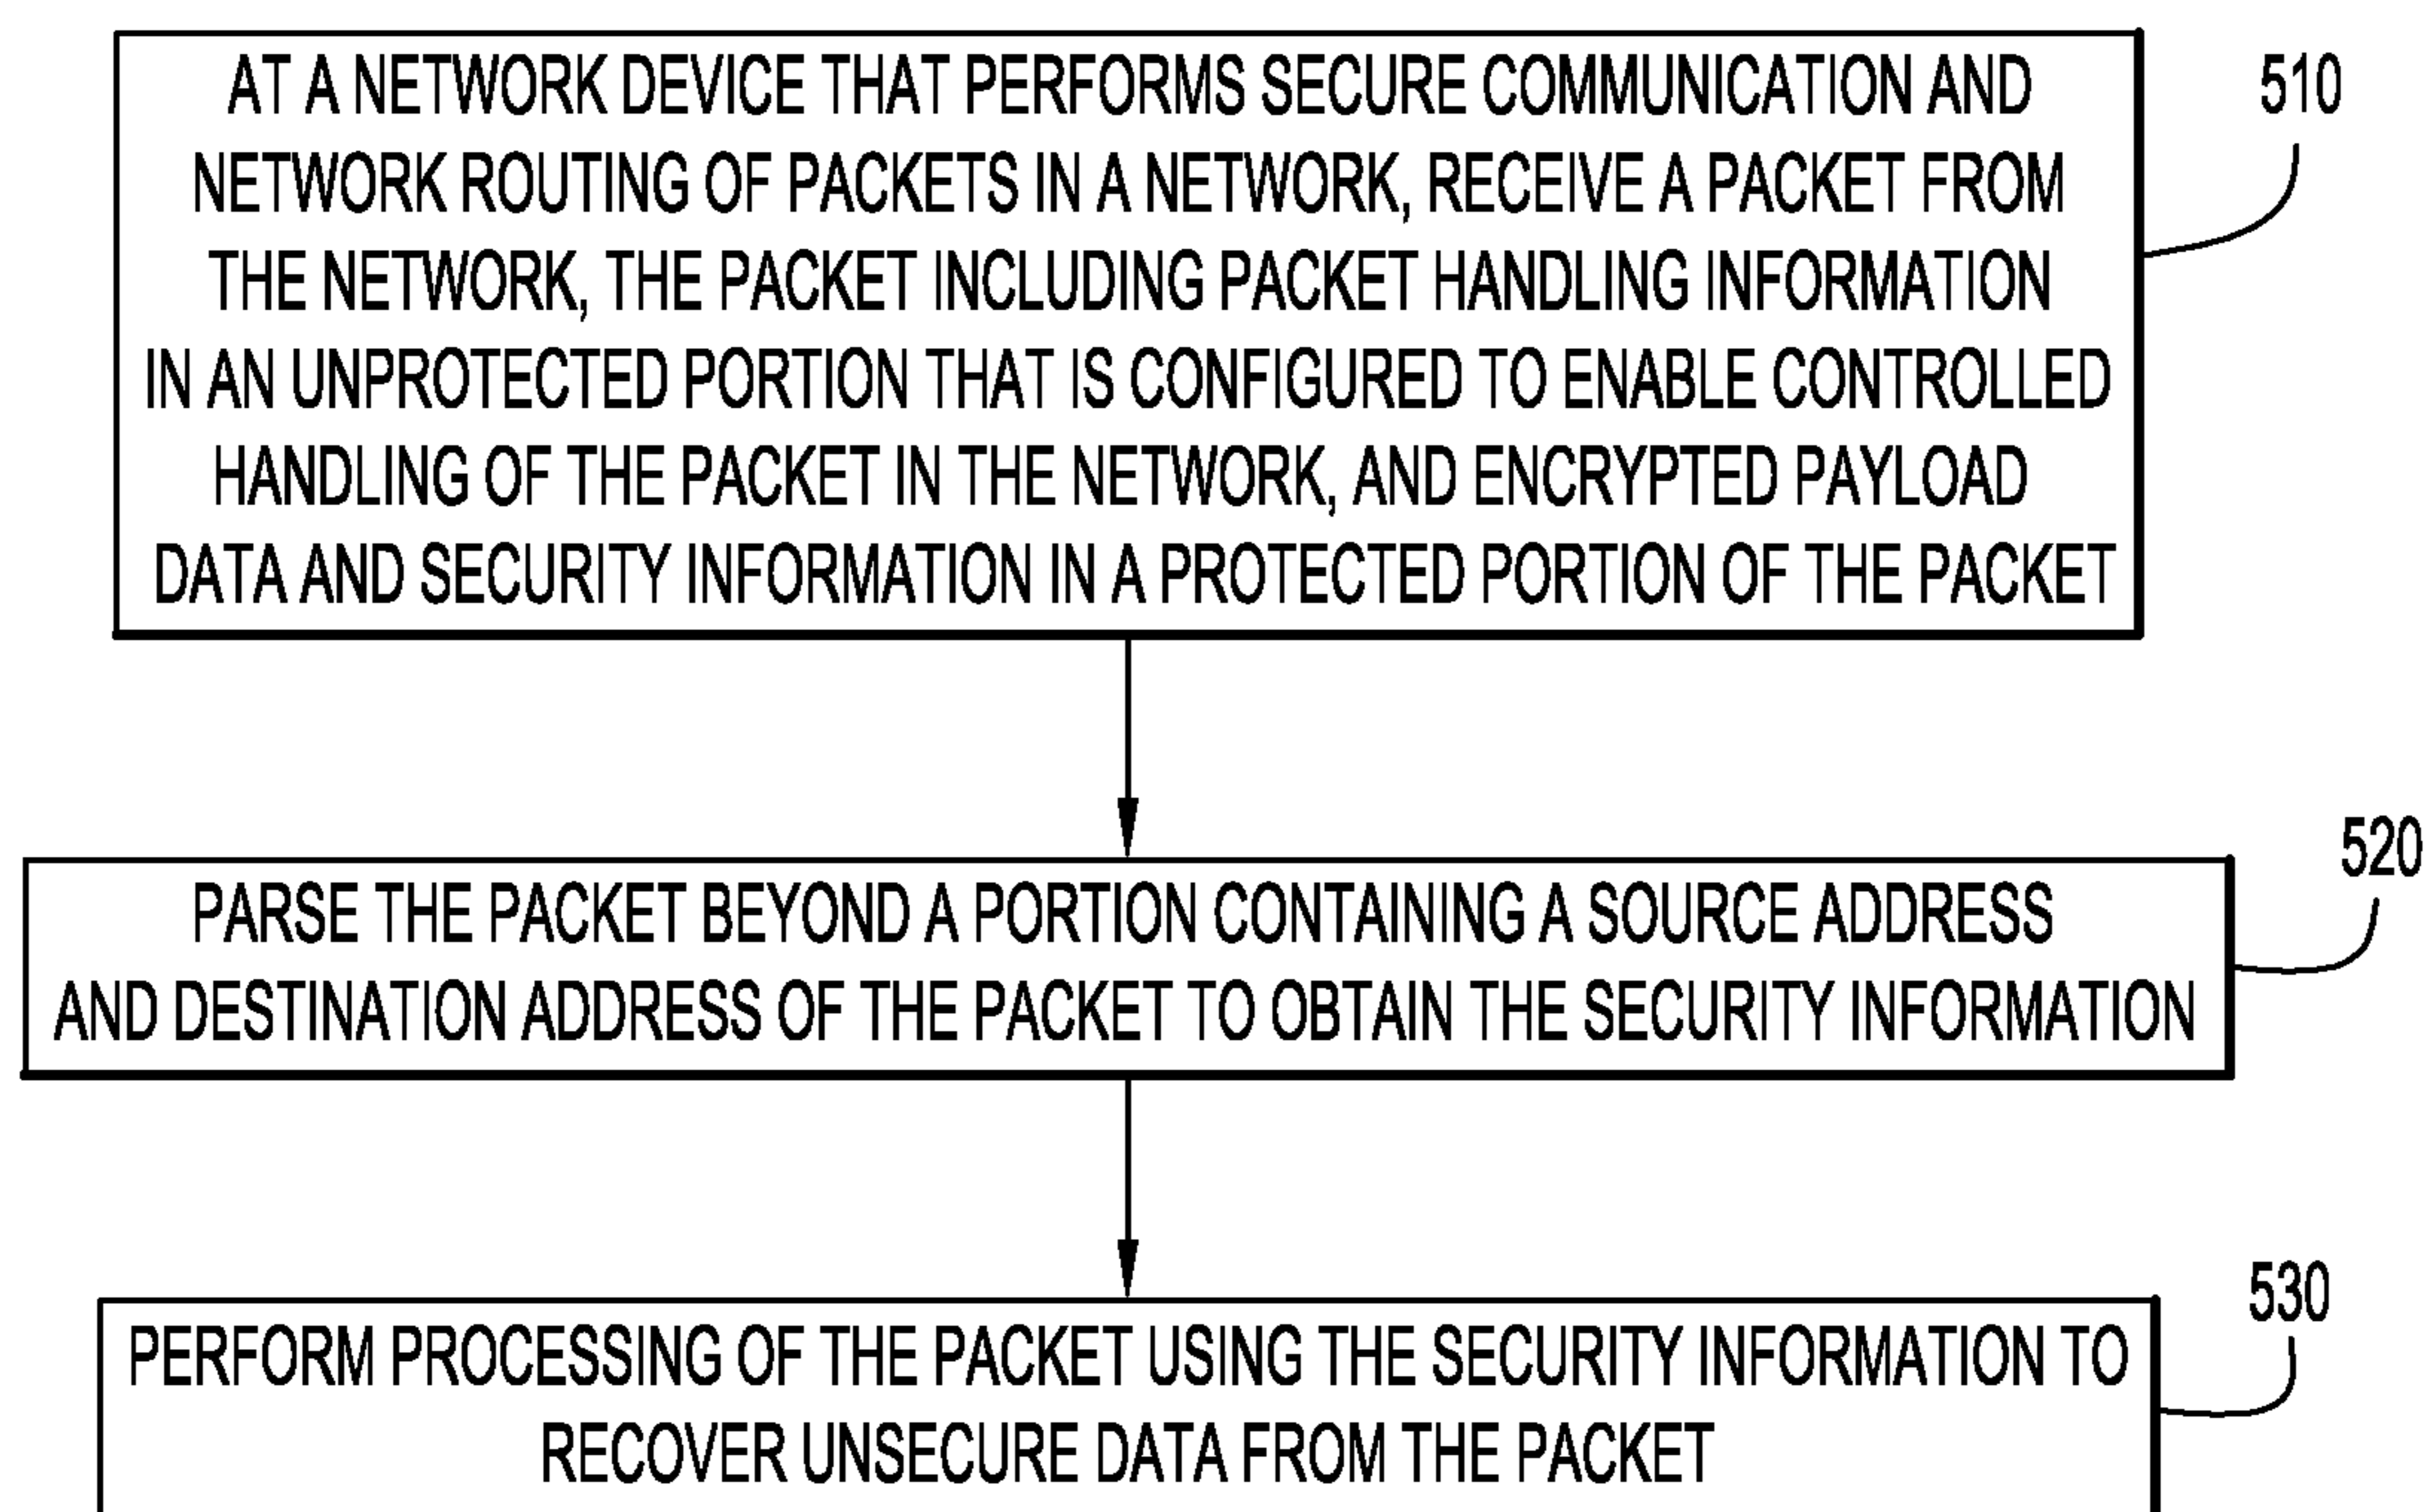 AT A NETWORK DEVICE THAT PERFORMS SECURE COMMUNICATION AND
NETWORK ROUTING OF PACKETS IN A NETWORK, RECEIVE A PACKET FROM
THE NETWORK, THE PACKET INCLUDING PACKET HANDLING INFORMATION
IN AN UNPROTECTED PORTION THAT IS CONFIGURED TO ENABLE CONTROLLED
HANDLING OF THE PACKET IN THE NETWORK, AND ENCRYPTED PAYLOAD
DATA AND SECURITY INFORMATION IN A PROTECTED PORTION OF THE PACKET
510
PARSE THE PACKET BEYOND A PORTION CONTAINING A SOURCE ADDRESS
AND DESTINATION ADDRESS OF THE PACKET TO OBTAIN THE SECURITY INFORMATION
520
PERFORM PROCESSING OF THE PACKET USING THE SECURITY INFORMATION TO
RECOVER UNSECURE DATA FROM THE PACKET
530